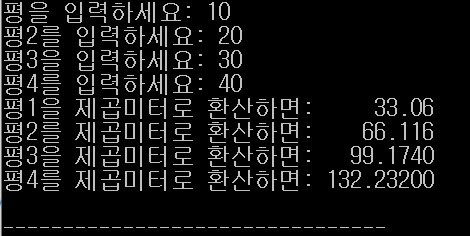 평을 입력하세요: 10
평2를 입력하세요: 20
평3을 입력하세요: 30
평4를 입력하세요: 40
평1을 제곱미터로 환산하면:     33.06
평2를 제곱미터로 환산하면:    66.116
평3을 제곱미터로 환산하면:   99.1740
평4를 제곱미터로 환산하면: 132.23200
--------------------------------